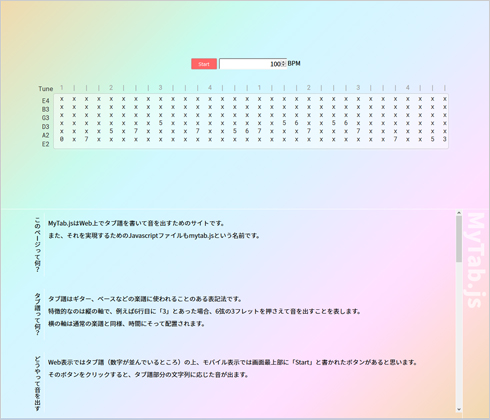 Start 100 BPM
Tune 1 | | | 2 | | | 3 | | | 4 | | | 1 | | | 2 | | | 3 | | | 4 | | |
E4 x x x x x x x x x x x x x x x x x x x x x x x x x x x x x x x x
B3 x x x x x x x x x x x x x x x x x x x x x x x x x x x x x x x x
G3 x x x x x x x x x x x x x x x x x x x x x x x x x x x x x x x x
D3 x x x x x x x x 5 x x x x x x x x x 5 6 x x 5 6 x x x x x x x x
A2 x x x x 5 x 7 x x x x 7 x x 5 6 7 x x x x x x x x x x 7 x x 5 3
E2 0 x 7 x x x x x x x x x x x x x x x x x x x x x x x x
このページって何？
MyTab.jsはWeb上でタブ譜を書いて音を出すためのサイトです。
また、それを実現するためのJavascriptファイルもmytab.jsという名前です。
タブ譜って何？
タブ譜はギター、ベースなどの楽譜に使われることのある表記法です。
特徴的なのは縦の軸で、例えば6行目に「3」とあった場合、6弦の3フレットを押さえて音を出すことを表します。
横の軸は通常の楽譜と同様、時間にそって配置されます。
どうやって音を出す
Web表示ではタブ譜（数字が並んでいるところ）の上、モバイル表示では画面最上部に「Start」と書かれたボタンがあると思います。
そのボタンをクリックすると、タブ譜部分の文字列に応じた音が出ます。
MyTab.js